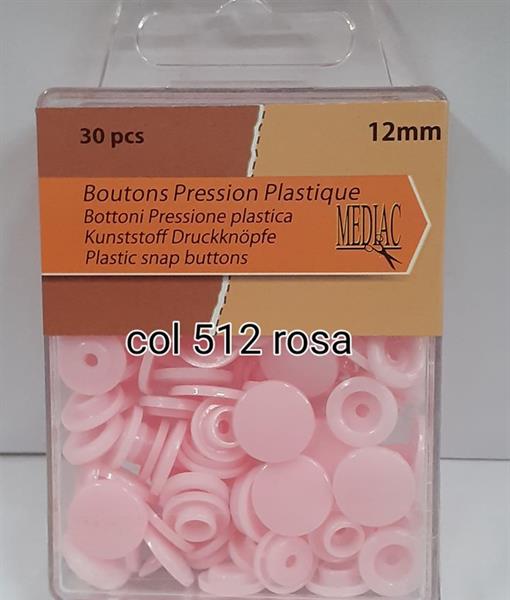 30 pcs
12mm
Boutons Pression Plastique
Bottoni Pressione plastica
Kunststoff Druckknöpfe
Plastic snap buttons
MEDIAC
col 512 rosa